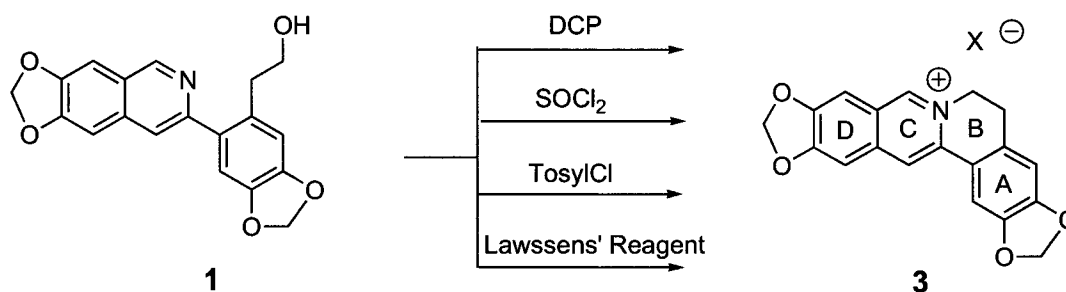 OH
DCP
X ⊖
O
N
SOCl₂
⊕
O
N
B
O
D
C
O
TosylCl
A
O
O
O
O
Lawssens' Reagent
O
O
1
3